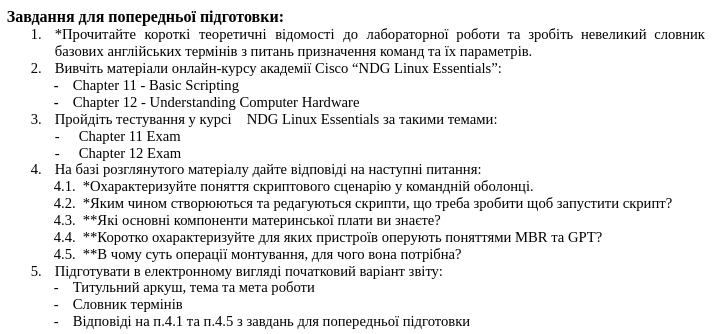 Завдання для попередньої підготовки:
1. *Прочитайте короткі теоретичні відомості до лабораторної роботи та зробіть невеликий словник
базових англійських термінів з питань призначення команд та їх параметрів.
2. Вивчіть матеріали онлайн-курсу академії Cisco “NDG Linux Essentials”:
- Chapter 11 - Basic Scripting
- Chapter 12 - Understanding Computer Hardware
3. Пройдіть тестування у курсі NDG Linux Essentials за такими темами:
- Chapter 11 Exam
- Chapter 12 Exam
4. На базі розглянутого матеріалу дайте відповіді на наступні питання:
4.1. *Охарактеризуйте поняття скриптового сценарію у командній оболонці.
4.2. *Яким чином створюються та редагуються скрипти, що треба зробити щоб запустити скрипт?
4.3. **Які основні компоненти материнської плати ви знаєте?
4.4. **Коротко охарактеризуйте для яких пристроїв оперують поняттями MBR та GPT?
4.5. **В чому суть операції монтування, для чого вона потрібна?
5. Підготувати в електронному вигляді початковий варіант звіту:
- Титульний аркуш, тема та мета роботи
- Словник термінів
- Відповіді на п.4.1 та п.4.5 з завдань для попередньої підготовки